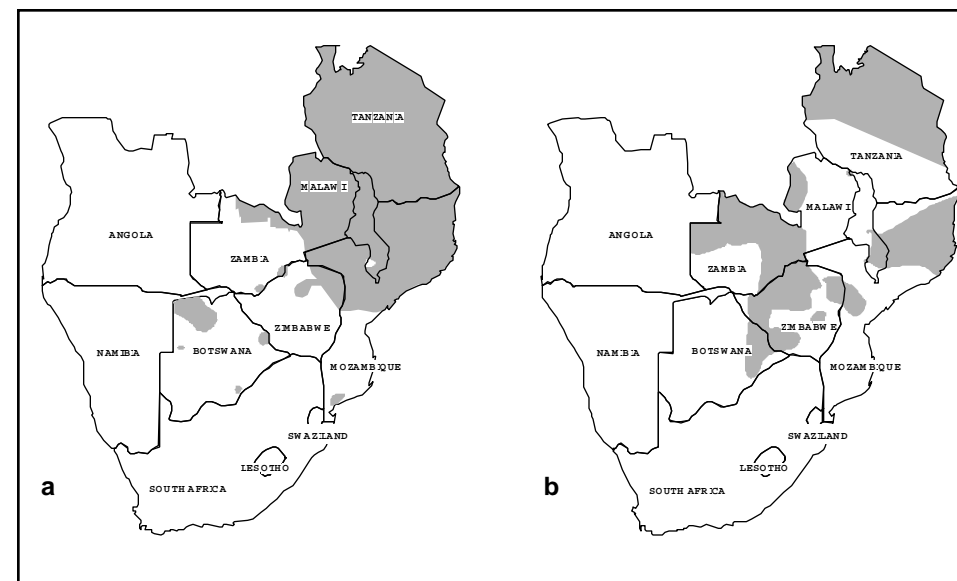 TANZANIA
MALAWI
ANGOLA
ZAMBIA
ZIMBABWE
NAMIBIA
BOTSWANA
MOZAMBIQUE
SWAZILAND
LESOTHO
SOUTH AFRICA
a
TANZANIA
MALAWI
ANGOLA
ZAMBIA
ZIMBABWE
NAMIBIA
BOTSWANA
MOZAMBIQUE
SWAZILAND
LESOTHO
SOUTH AFRICA
b